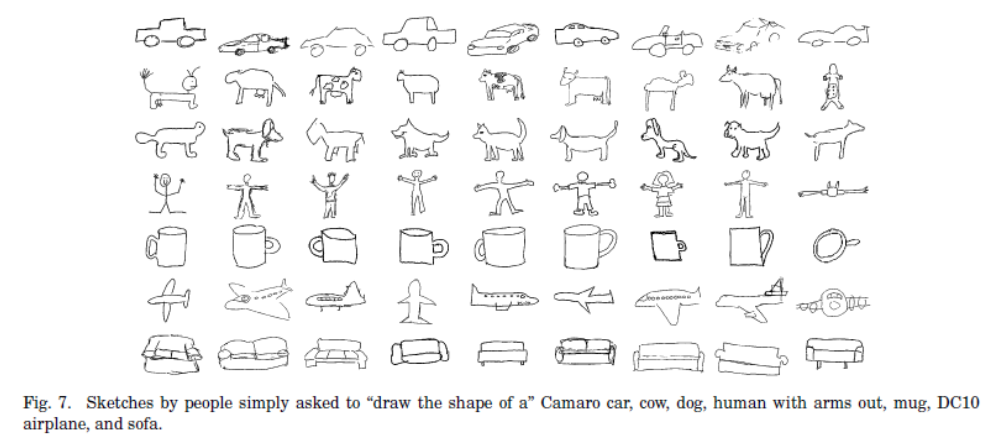 Fig. 7. Sketches by people simply asked to “draw the shape of a” Camaro car, cow, dog, human with arms out, mug, DC10
airplane, and sofa.